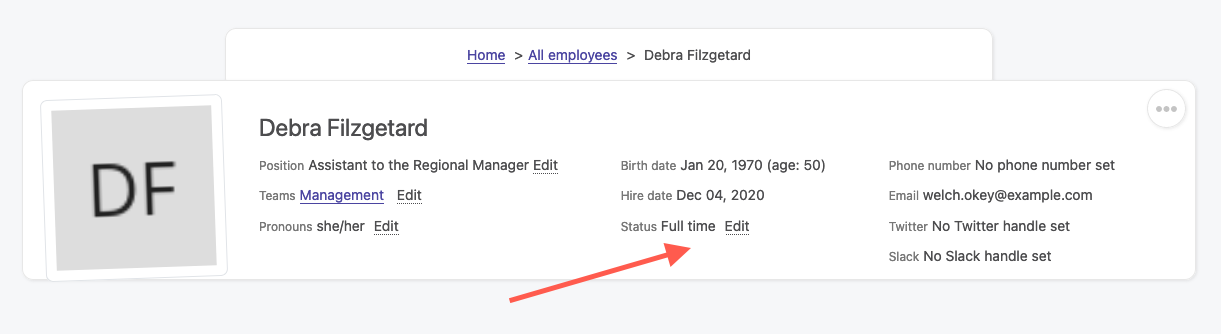 Home > All employees > Debra Filzgetard
DF
Debra Filzgetard
Position Assistant to the Regional Manager Edit
Teams Management Edit
Pronouns she/her Edit
Birth date Jan 20, 1970 (age: 50)
Hire date Dec 04, 2020
Status Full time Edit
Phone number No phone number set
Email welch.okey@example.com
Twitter No Twitter handle set
Slack No Slack handle set